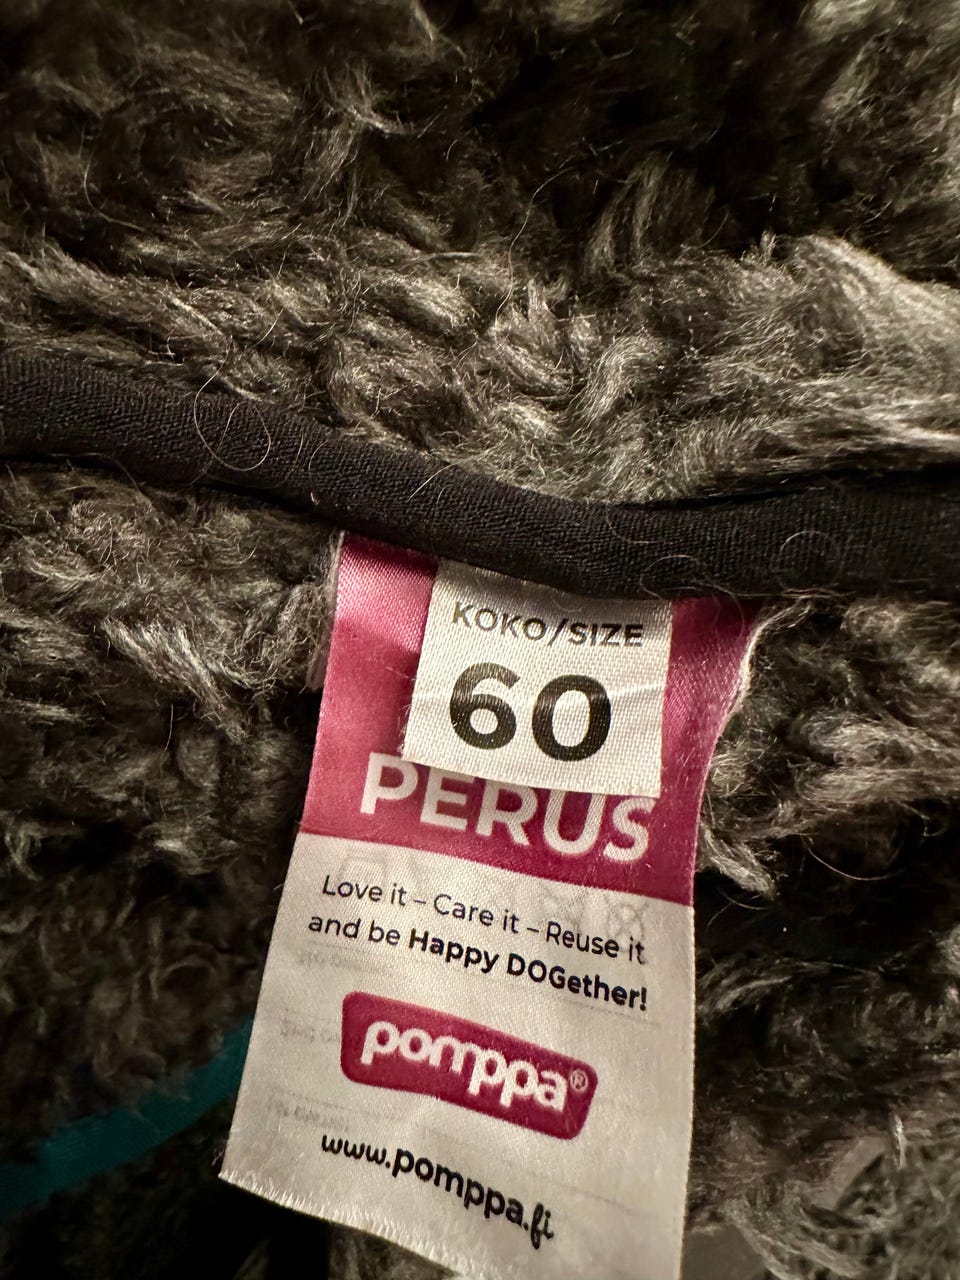 KOKO/SIZE
60
PERUS
Love it – Care it – Reuse it
and be Happy DOGether!
pomppa®
www.pomppa.fi